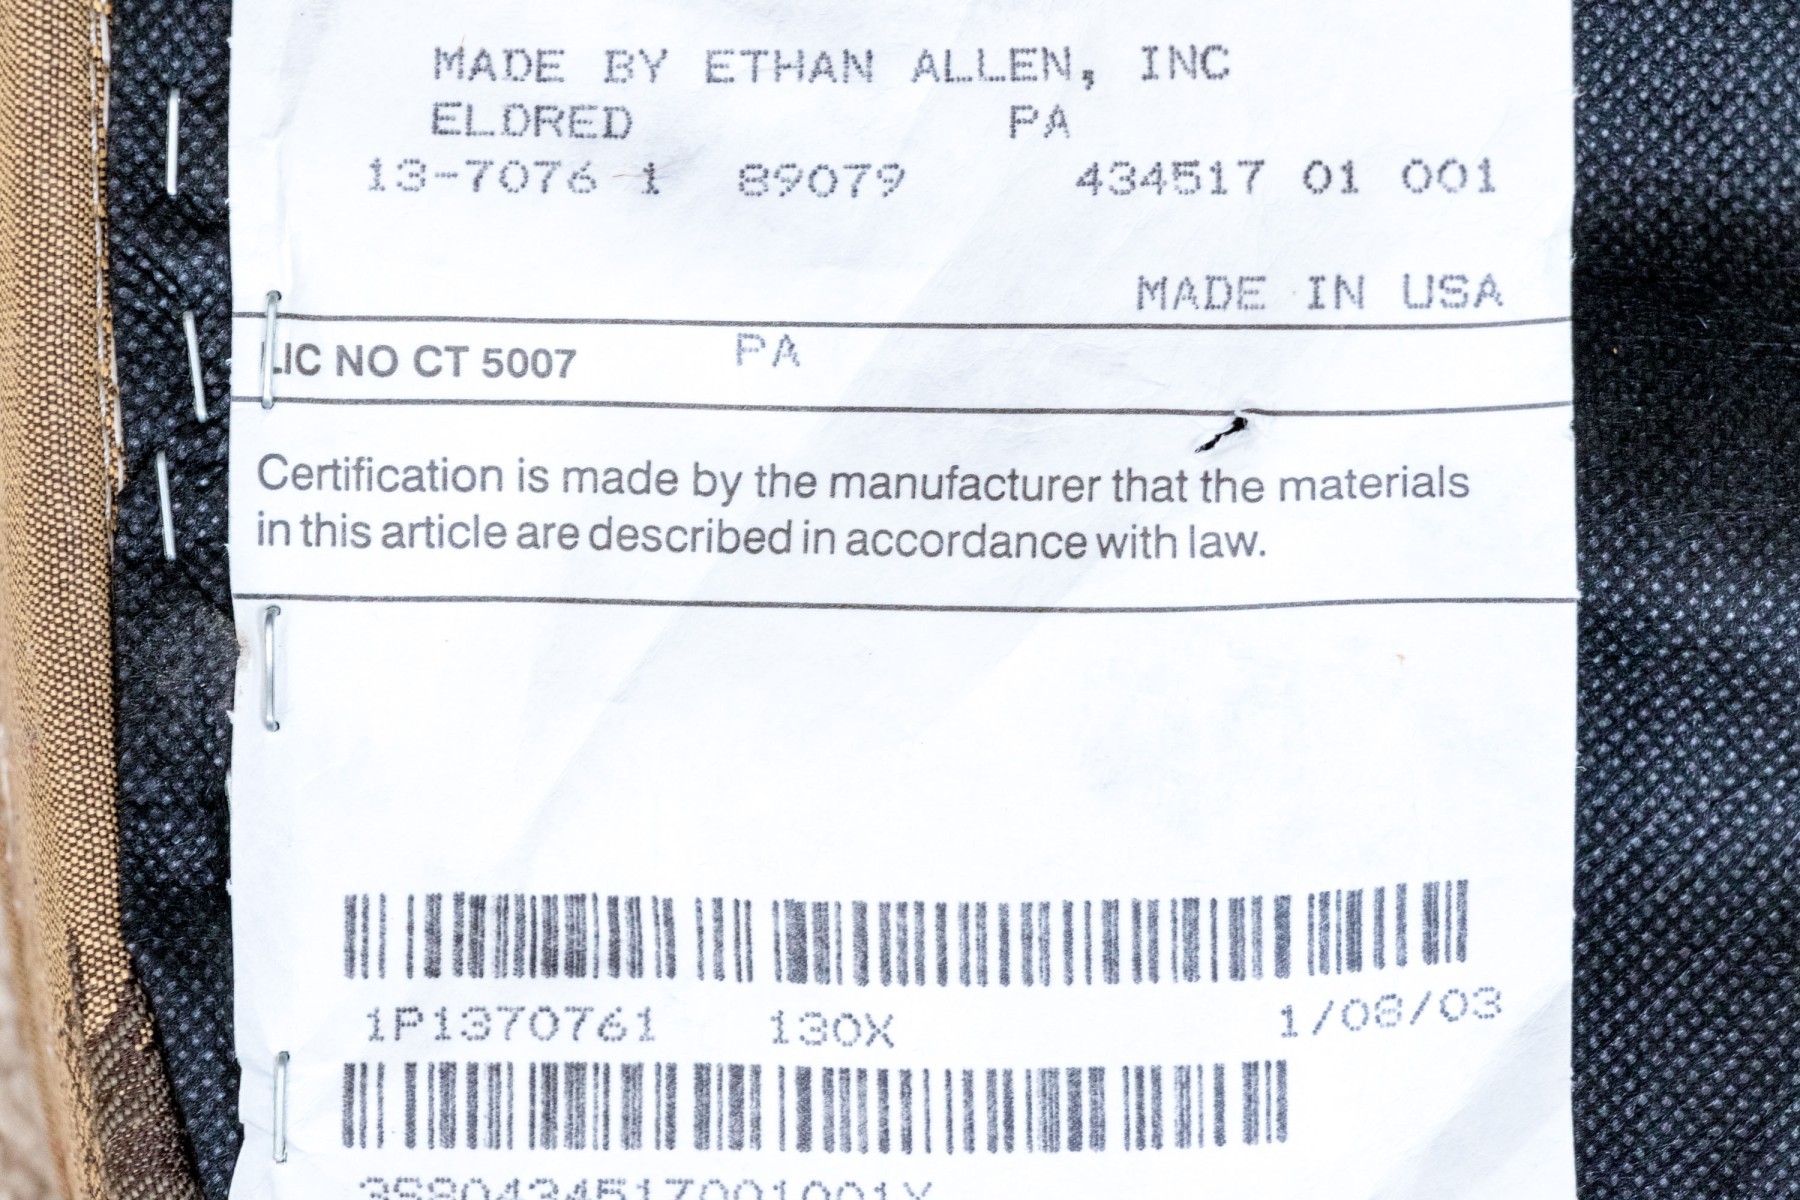 MADE BY ETHAN ALLEN, INC
ELDRED PA
13-7076 1 89079 434517 01 001
MADE IN USA
LIC NO CT 5007 PA
Certification is made by the manufacturer that the materials
in this article are described in accordance with law.
1P1370761 130X 1/08/03
3S80434517001001X